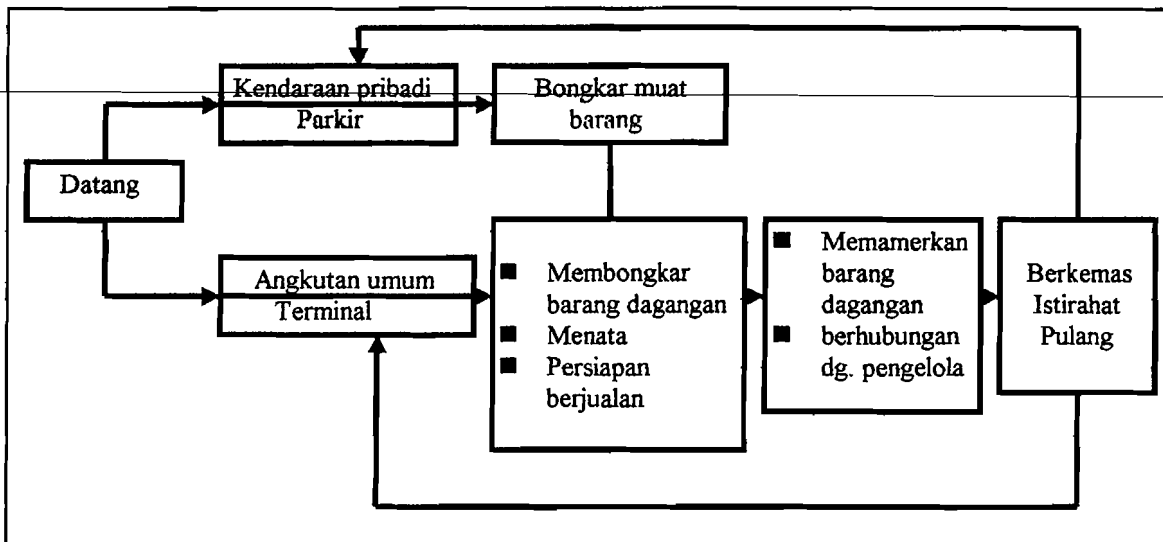 Kendaraan pribadi
Parkir
Bongkar muat
barang
Datang
Angkutan umum
Terminal
■ Membongkar
barang dagangan
■ Menata
■ Persiapan
berjualan
■ Memamerkan
barang
dagangan
■ berhubungan
dg. pengelola
Berkemas
Istirahat
Pulang